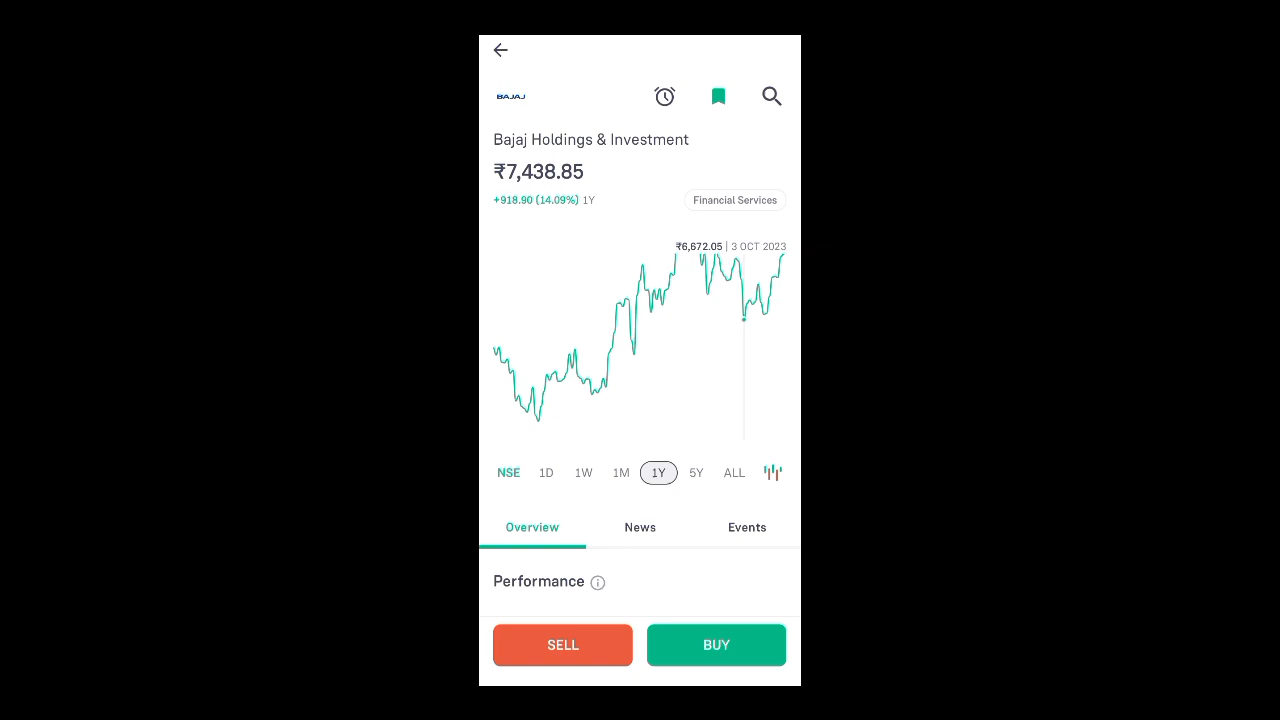 BAJAJ
Bajaj Holdings & Investment
₹7,438.85
+918.90 (14.09%) 1Y
Financial Services
₹6,672.05 | 3 OCT 2023
NSE 1D 1W 1M 1Y 5Y ALL
Overview News Events
Performance
SELL BUY